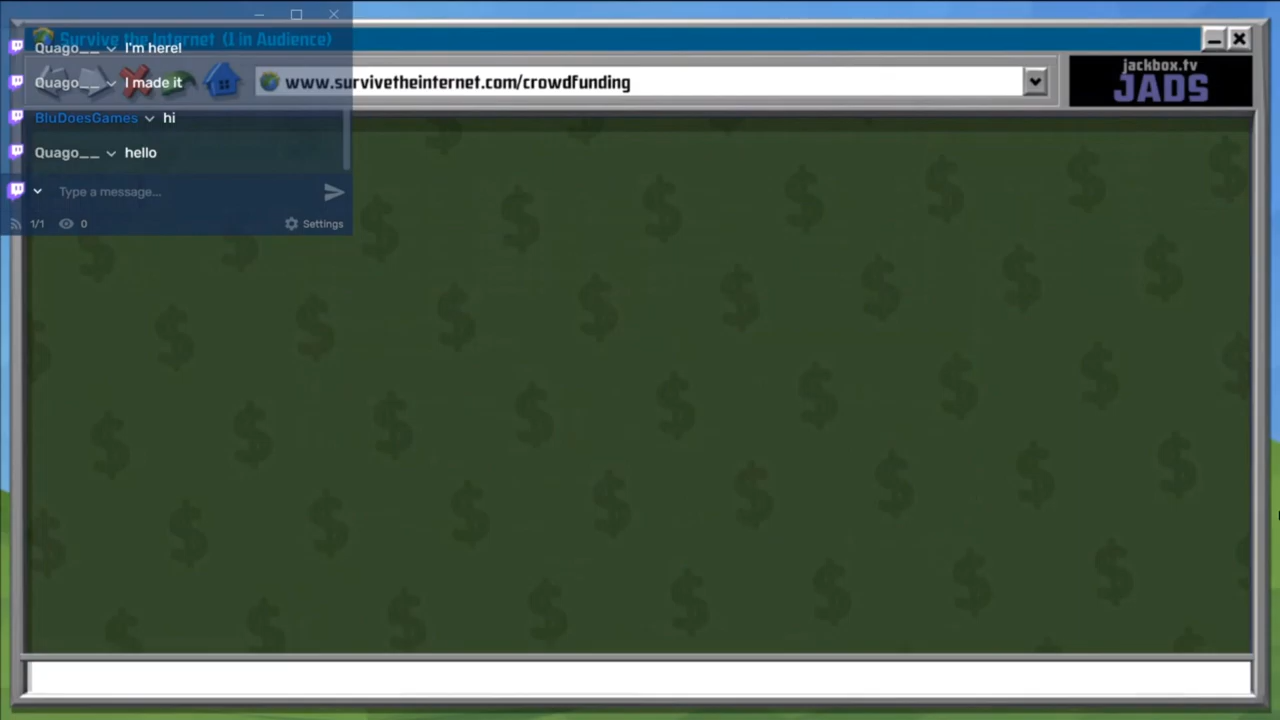 Survive the Internet (1 in Audience)
Quago__ I'm here!
Quago__ I made it
BluDoesGames hi
Quago__ hello
Type a message...
1/1 0 Settings
www.survivetheinternet.com/crowdfunding
jackbox.tv
JADS
$ $ $ $ $ $ $ $ $